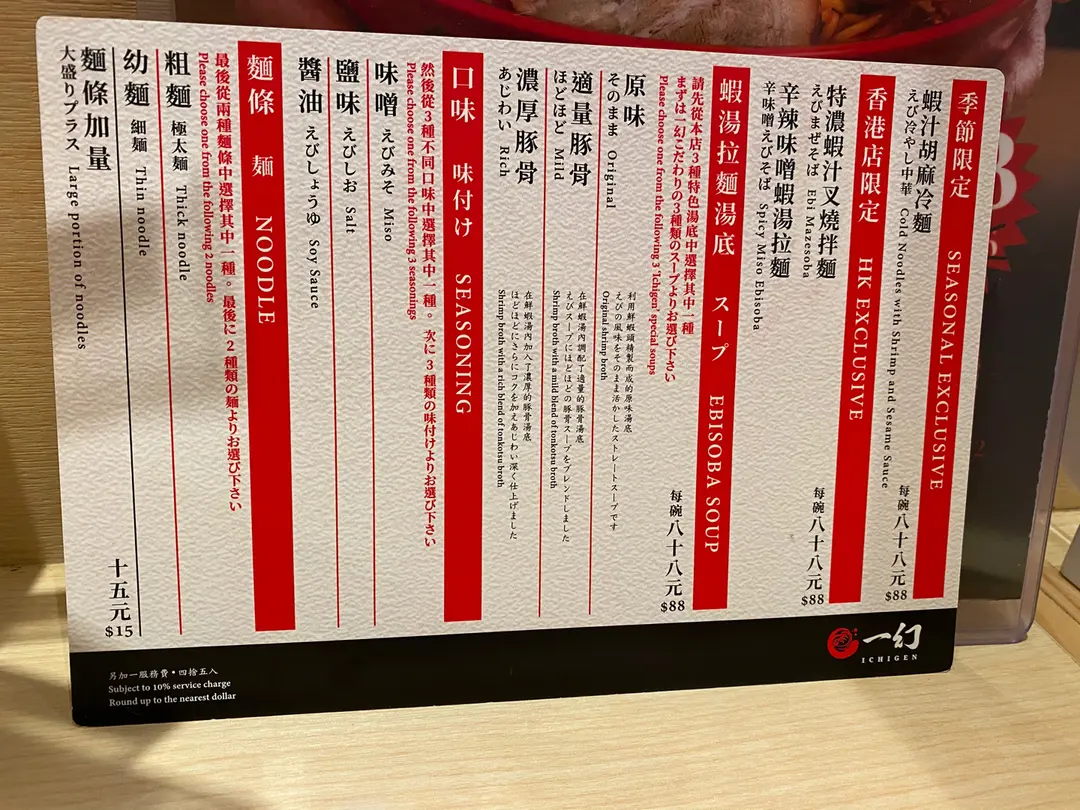 季節限定 SEASONAL EXCLUSIVE
蝦汁胡麻冷麵
えび冷やし中華 Cold Noodles with Shrimp and Sesame Sauce
每碗八十八元
$88
香港店限定 HK EXCLUSIVE
特濃蝦汁叉燒拌麵
えびまぜそば Ebi Mazesoba
辛辣味噌蝦湯拉麵
辛味噌えびそば Spicy Miso Ebisoba
每碗八十八元
$88
蝦湯拉麵湯底 スープ EBISOBA SOUP
請先從本店3種特色湯底中選擇其中一種
まずは一幻こだわりの3種類のスープよりお選び下さい
Please choose one from the following 3 'Ichigen' special soups
每碗八十八元
$88
原味
そのまま Original
利用鮮蝦頭精製而成的原味湯底
えびの風味をそのまま活かしたストレートスープです
Original shrimp broth
適量豚骨
ほどほど Mild
在鮮蝦湯內調配了適量的豚骨湯底
えびスープにほどほどの豚骨スープをブレンドしました
Shrimp broth with a mild blend of tonkotsu broth
濃厚豚骨
あじわい Rich
在鮮蝦湯內加入了濃厚的豚骨湯底
ほどほどにさらにコクを加えあじわい深く仕上げました
Shrimp broth with a rich blend of tonkotsu broth
口味 味付け SEASONING
然後從3種不同口味中選擇其中一種。 次に3種類の味付けよりお選び下さい
Please choose one from the following 3 seasonings
味噌 えびみそ Miso
鹽味 えびしお Salt
醬油 えびしょうゆ Soy Sauce
麵條 麺 NOODLE
最後從兩種麵條中選擇其中一種。最後に2種類の麺よりお選び下さい
Please choose one from the following 2 noodles
粗麵 極太麺 Thick noodle
幼麵 細麺 Thin noodle
麵條加量
大盛りプラス Large portion of noodles
十五元
$15
一幻
ICHIGEN
另加一服務費•四捨五入
Subject to 10% service charge
Round up to the nearest dollar